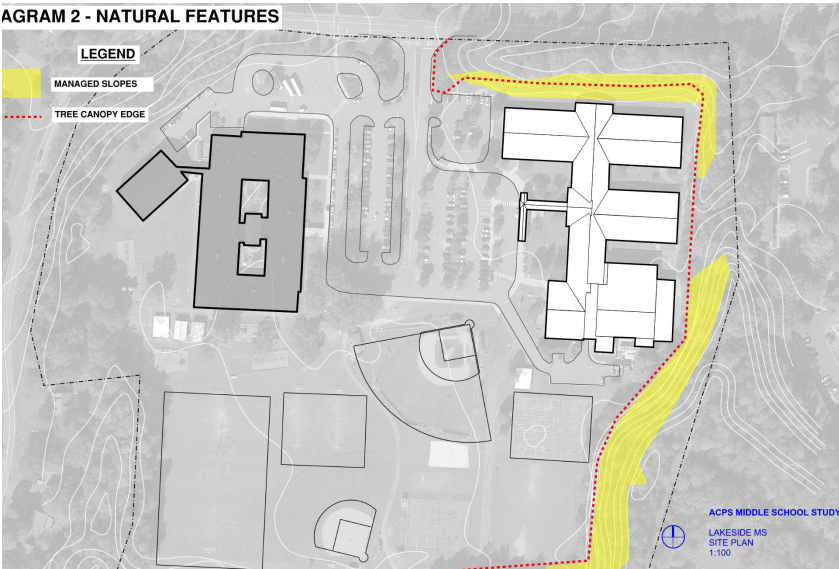 AGRAM 2 - NATURAL FEATURES
LEGEND
MANAGED SLOPES
TREE CANOPY EDGE
ACPS MIDDLE SCHOOL STUDY
LAKESIDE MS
SITE PLAN
1:100